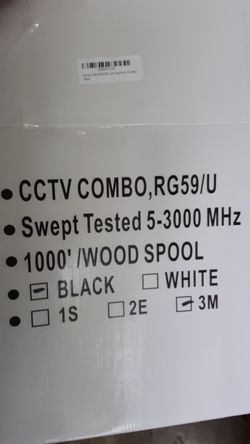 CCTV COMBO,RG59/U
Swept Tested 5-3000 MHz
1000'/WOOD SPOOL
BLACK WHITE
1S 2E 3M